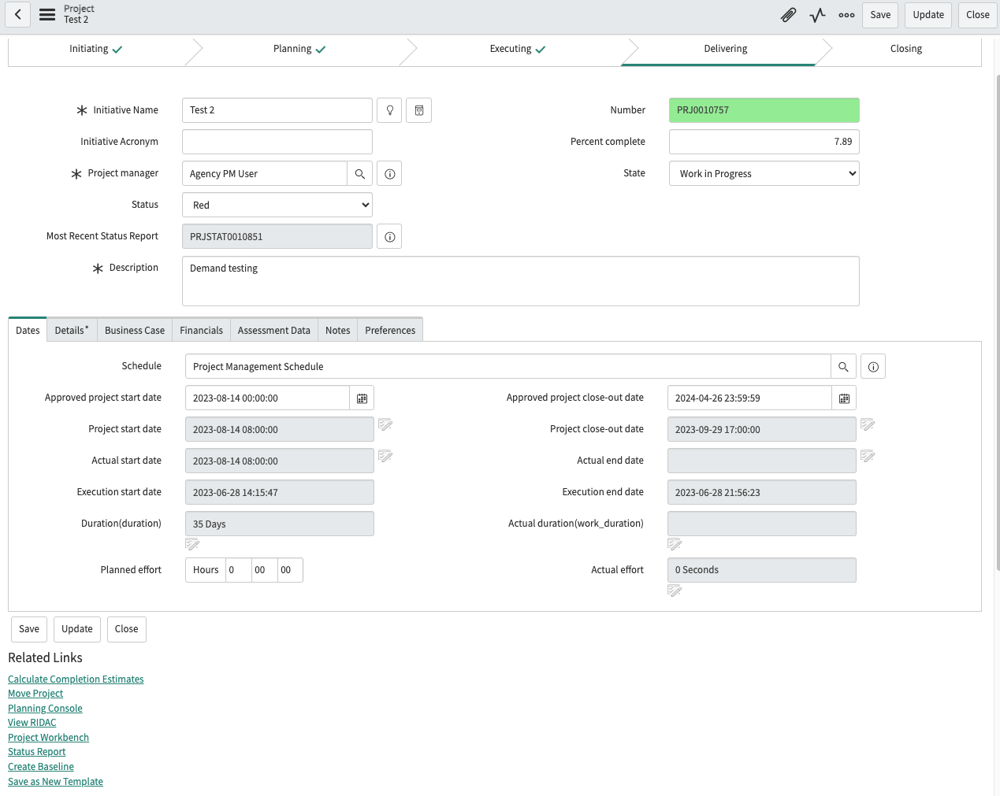 Project
Test 2
Save Update Close
Initiating Planning Executing Delivering Closing
Initiative Name Test 2 Number PRJ0010757
Initiative Acronym Percent complete 7.89
Project manager Agency PM User State Work in Progress
Status Red
Most Recent Status Report PRJSTAT0010851
Description Demand testing
Dates Details* Business Case Financials Assessment Data Notes Preferences
Schedule Project Management Schedule
Approved project start date 2023-08-14 00:00:00 Approved project close-out date 2024-04-26 23:59:59
Project start date 2023-08-14 08:00:00 Project close-out date 2023-09-29 17:00:00
Actual start date 2023-08-14 08:00:00 Actual end date
Execution start date 2023-06-28 14:15:47 Execution end date 2023-06-28 21:56:23
Duration(duration) 35 Days Actual duration(work_duration)
Planned effort Hours 0 00 00 Actual effort 0 Seconds
Save Update Close
Related Links
Calculate Completion Estimates
Move Project
Planning Console
View RIDAC
Project Workbench
Status Report
Create Baseline
Save as New Template